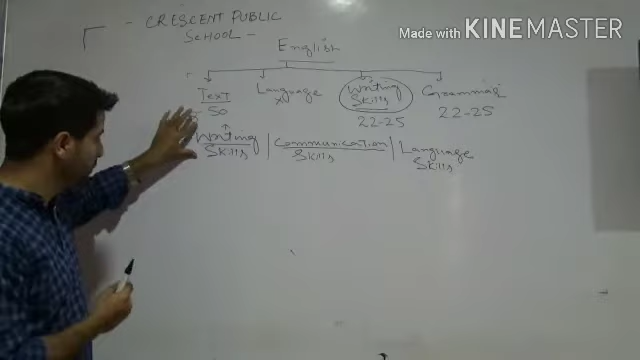 Made with KINEMASTER
- CRESCENT PUBLIC
SCHOOL -
English
Text Language Writing Skills Grammar
50 x 22-25 22-25
Writing Skills | Communication Skills | Language Skills